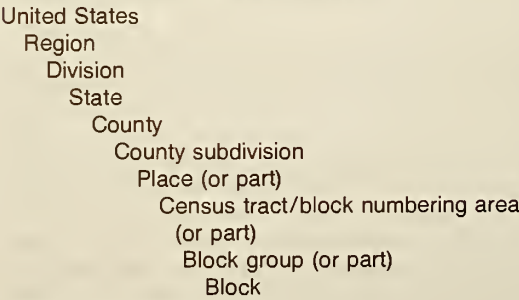 United States
Region
Division
State
County
County subdivision
Place (or part)
Census tract/block numbering area
(or part)
Block group (or part)
Block